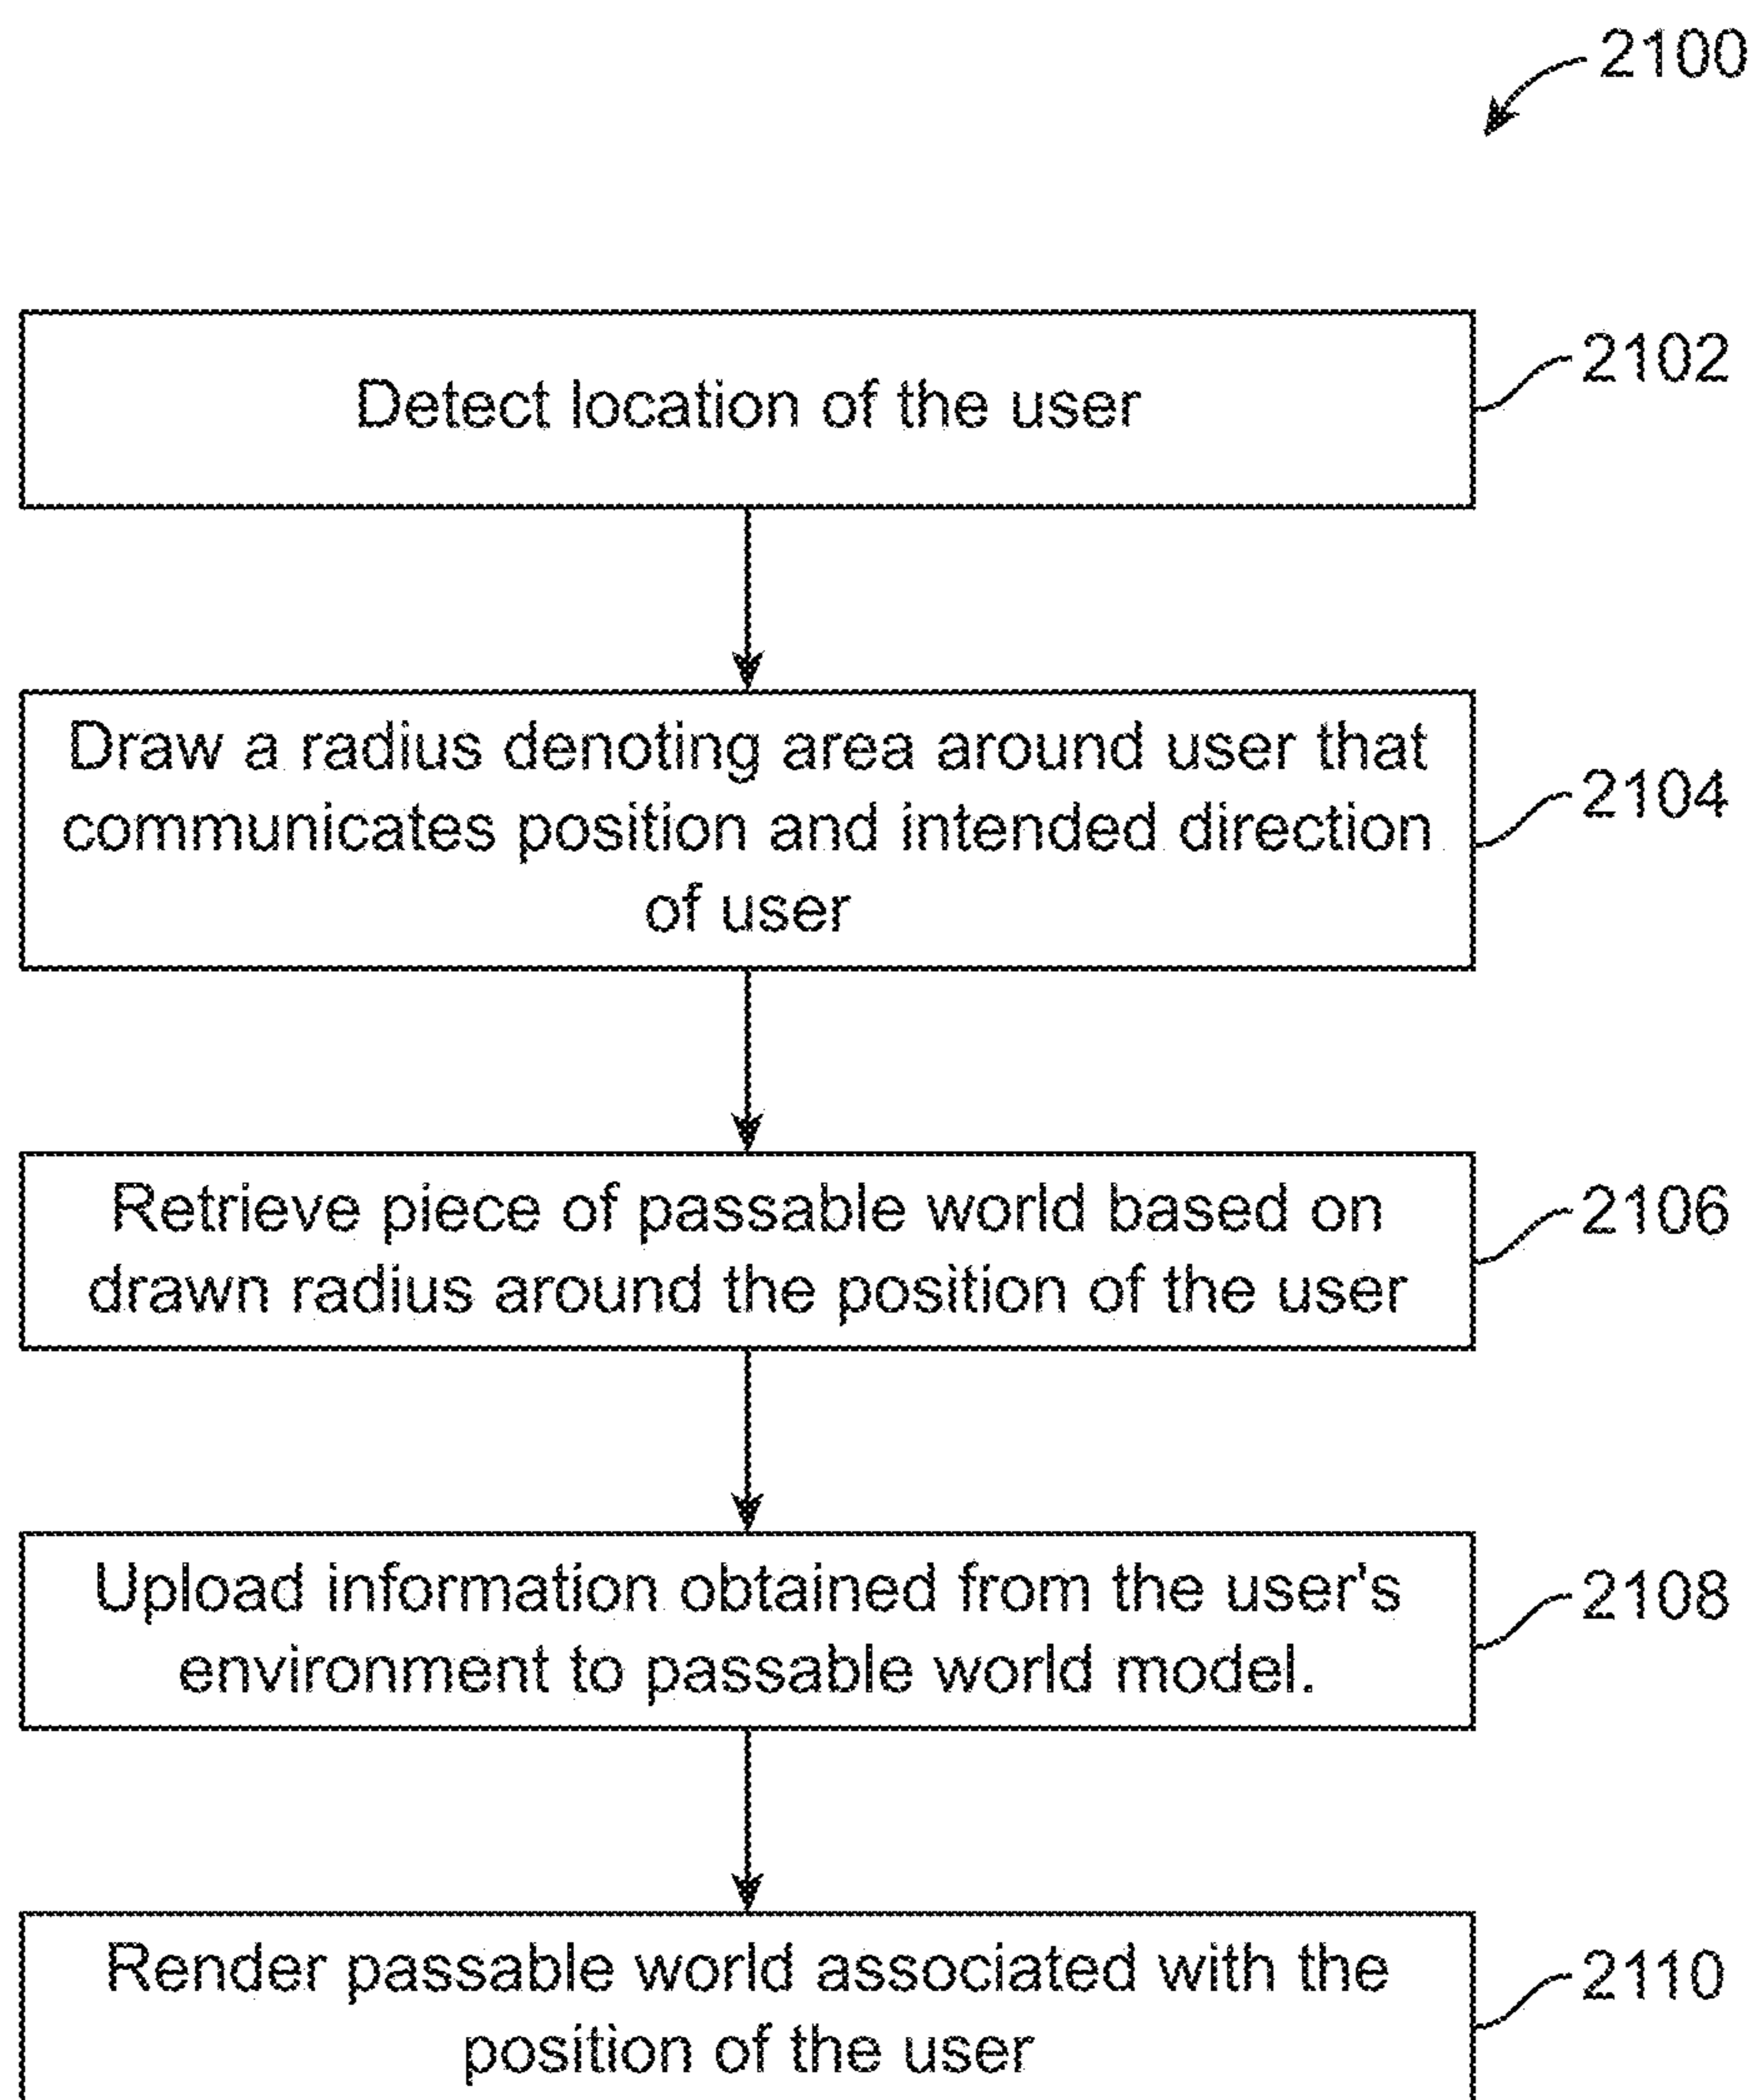 2100
Detect location of the user
2102
Draw a radius denoting area around user that
communicates position and intended direction
of user
2104
Retrieve piece of passable world based on
drawn radius around the position of the user
2106
Upload information obtained from the user's
environment to passable world model.
2108
Render passable world associated with the
position of the user
2110